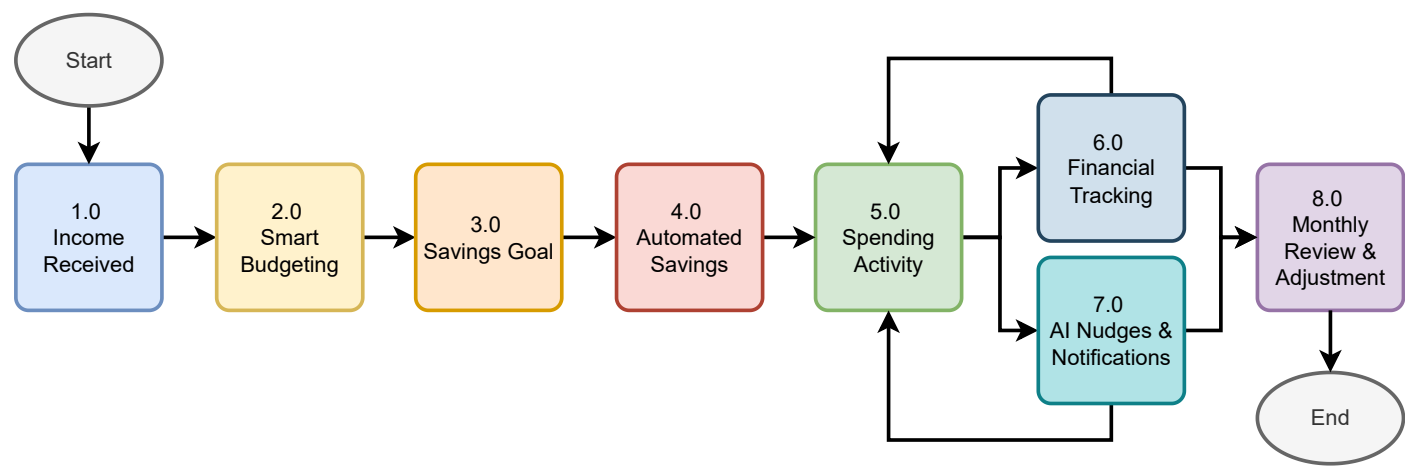 Start
1.0
Income
Received
2.0
Smart
Budgeting
3.0
Savings Goal
4.0
Automated
Savings
5.0
Spending
Activity
6.0
Financial
Tracking
7.0
AI Nudges &
Notifications
8.0
Monthly
Review &
Adjustment
End